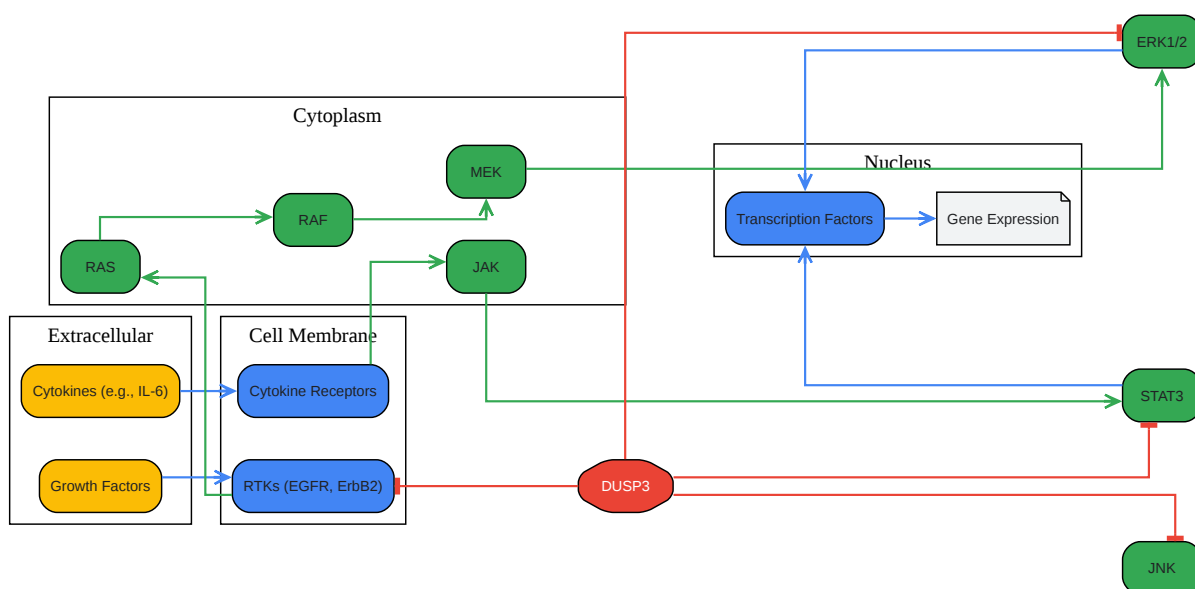 ERK1/2
Cytoplasm
MEK
Nucleus
RAF
Transcription Factors
Gene Expression
RAS
JAK
Extracellular
Cell Membrane
Cytokines (e.g., IL-6)
Cytokine Receptors
STAT3
Growth Factors
RTKs (EGFR, ErbB2)
DUSP3
JNK